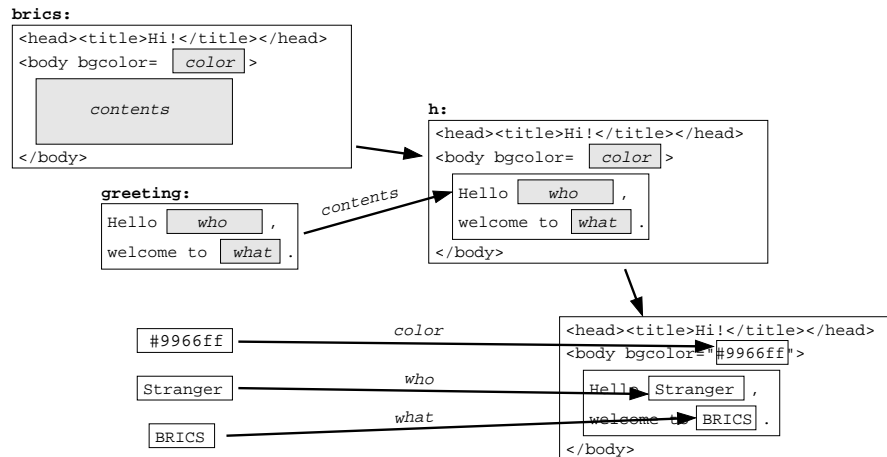 brics:
<head><title>Hi!</title></head>
<body bgcolor= color >
contents
</body>
greeting:
Hello who ,
welcome to what .
contents
h:
<head><title>Hi!</title></head>
<body bgcolor= color >
Hello who ,
welcome to what .
</body>
#9966ff
color
Stranger
who
BRICS
what
<head><title>Hi!</title></head>
<body bgcolor="#9966ff">
Hello Stranger ,
welcome to BRICS .
</body>